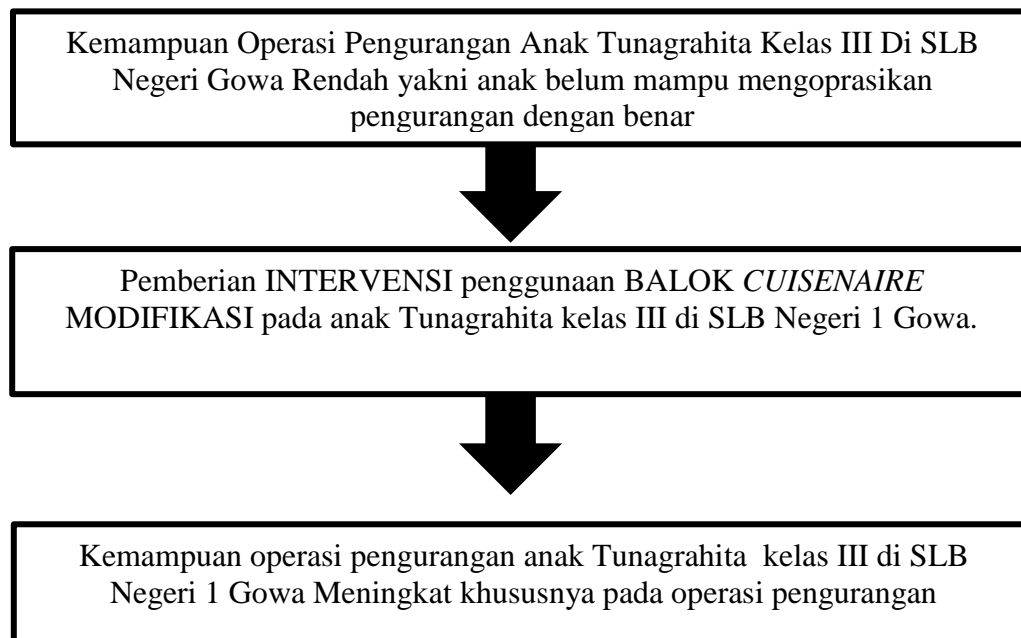 Kemampuan Operasi Pengurangan Anak Tunagrahita Kelas III Di SLB
Negeri Gowa Rendah yakni anak belum mampu mengoprasikan
pengurangan dengan benar
Pemberian INTERVENSI penggunaan BALOK CUISENAIRE
MODIFIKASI pada anak Tunagrahita kelas III di SLB Negeri 1 Gowa.
Kemampuan operasi pengurangan anak Tunagrahita kelas III di SLB
Negeri 1 Gowa Meningkat khususnya pada operasi pengurangan